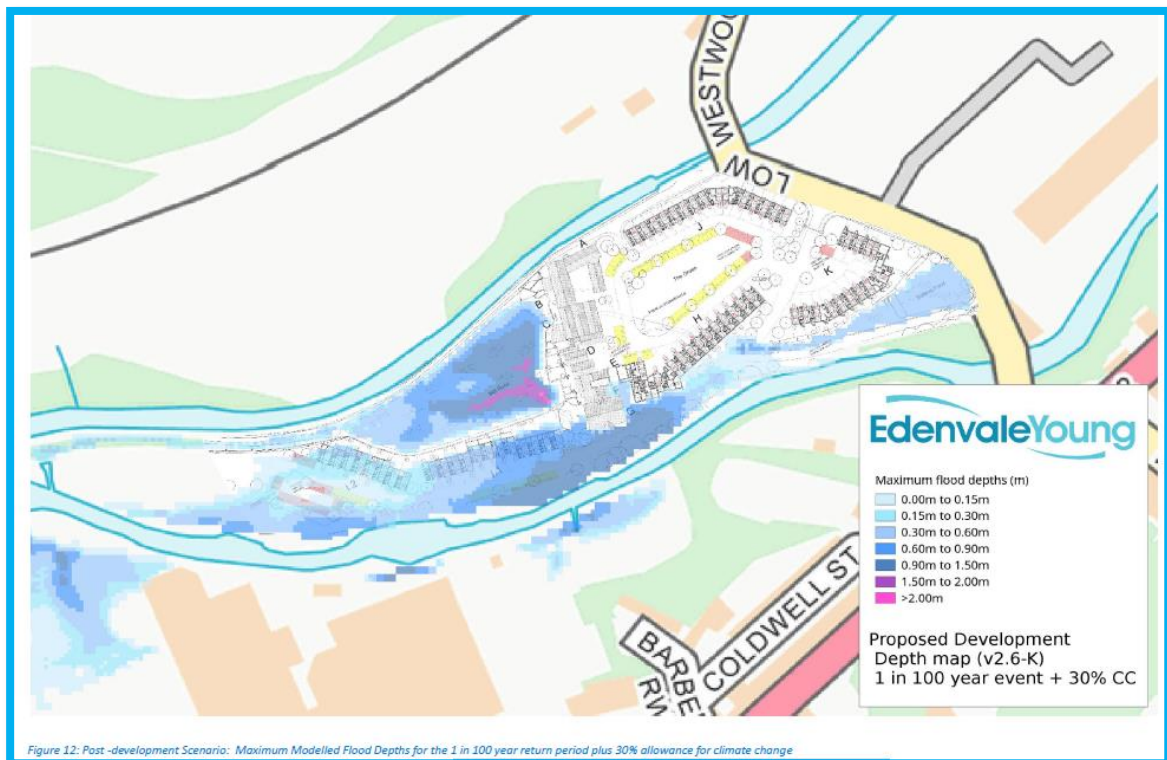 LOW WESTWOO
A
J
B
C
K
D
H
E
L2
EdenvaleYoung
Maximum flood depths (m)
0.00m to 0.15m
0.15m to 0.30m
0.30m to 0.60m
0.60m to 0.90m
0.90m to 1.50m
1.50m to 2.00m
>2.00m
COLDWELL ST
BARBE
RW
Proposed Development
Depth map (v2.6-K)
1 in 100 year event + 30% CC
Figure 12: Post -development Scenario: Maximum Modelled Flood Depths for the 1 in 100 year return period plus 30% allowance for climate change